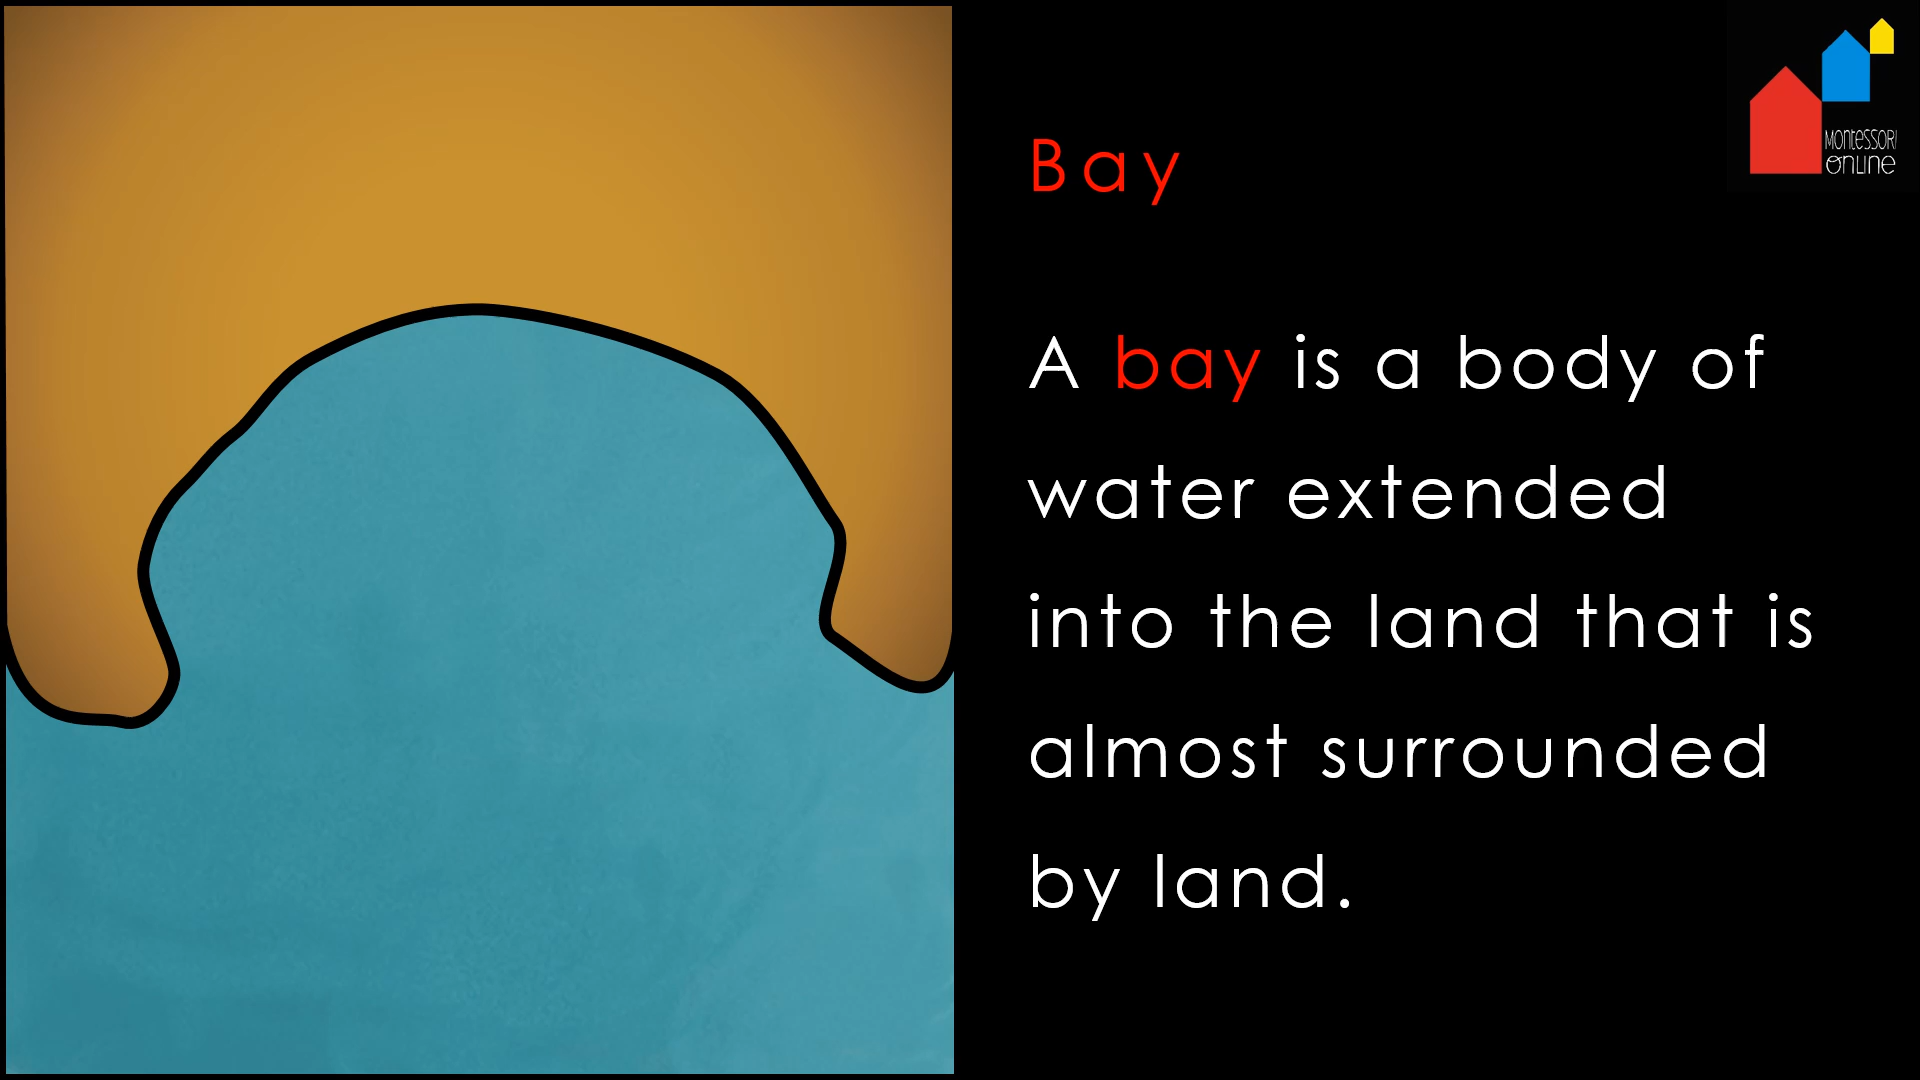 Montessori
online
Bay
A bay is a body of
water extended
into the land that is
almost surrounded
by land.